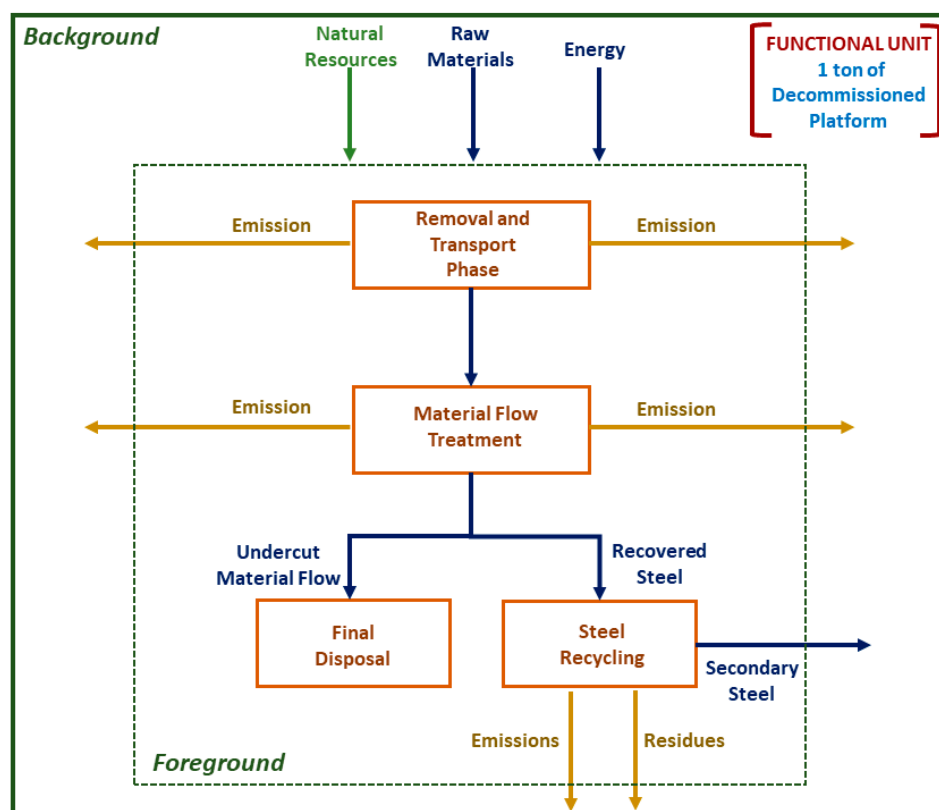 Background
Natural
Resources
Raw
Materials
Energy
FUNCTIONAL UNIT
1 ton of
Decommissioned
Platform
Emission
Removal and
Transport
Phase
Emission
Emission
Material Flow
Treatment
Emission
Undercut
Material Flow
Recovered
Steel
Final
Disposal
Steel
Recycling
Secondary
Steel
Emissions
Residues
Foreground